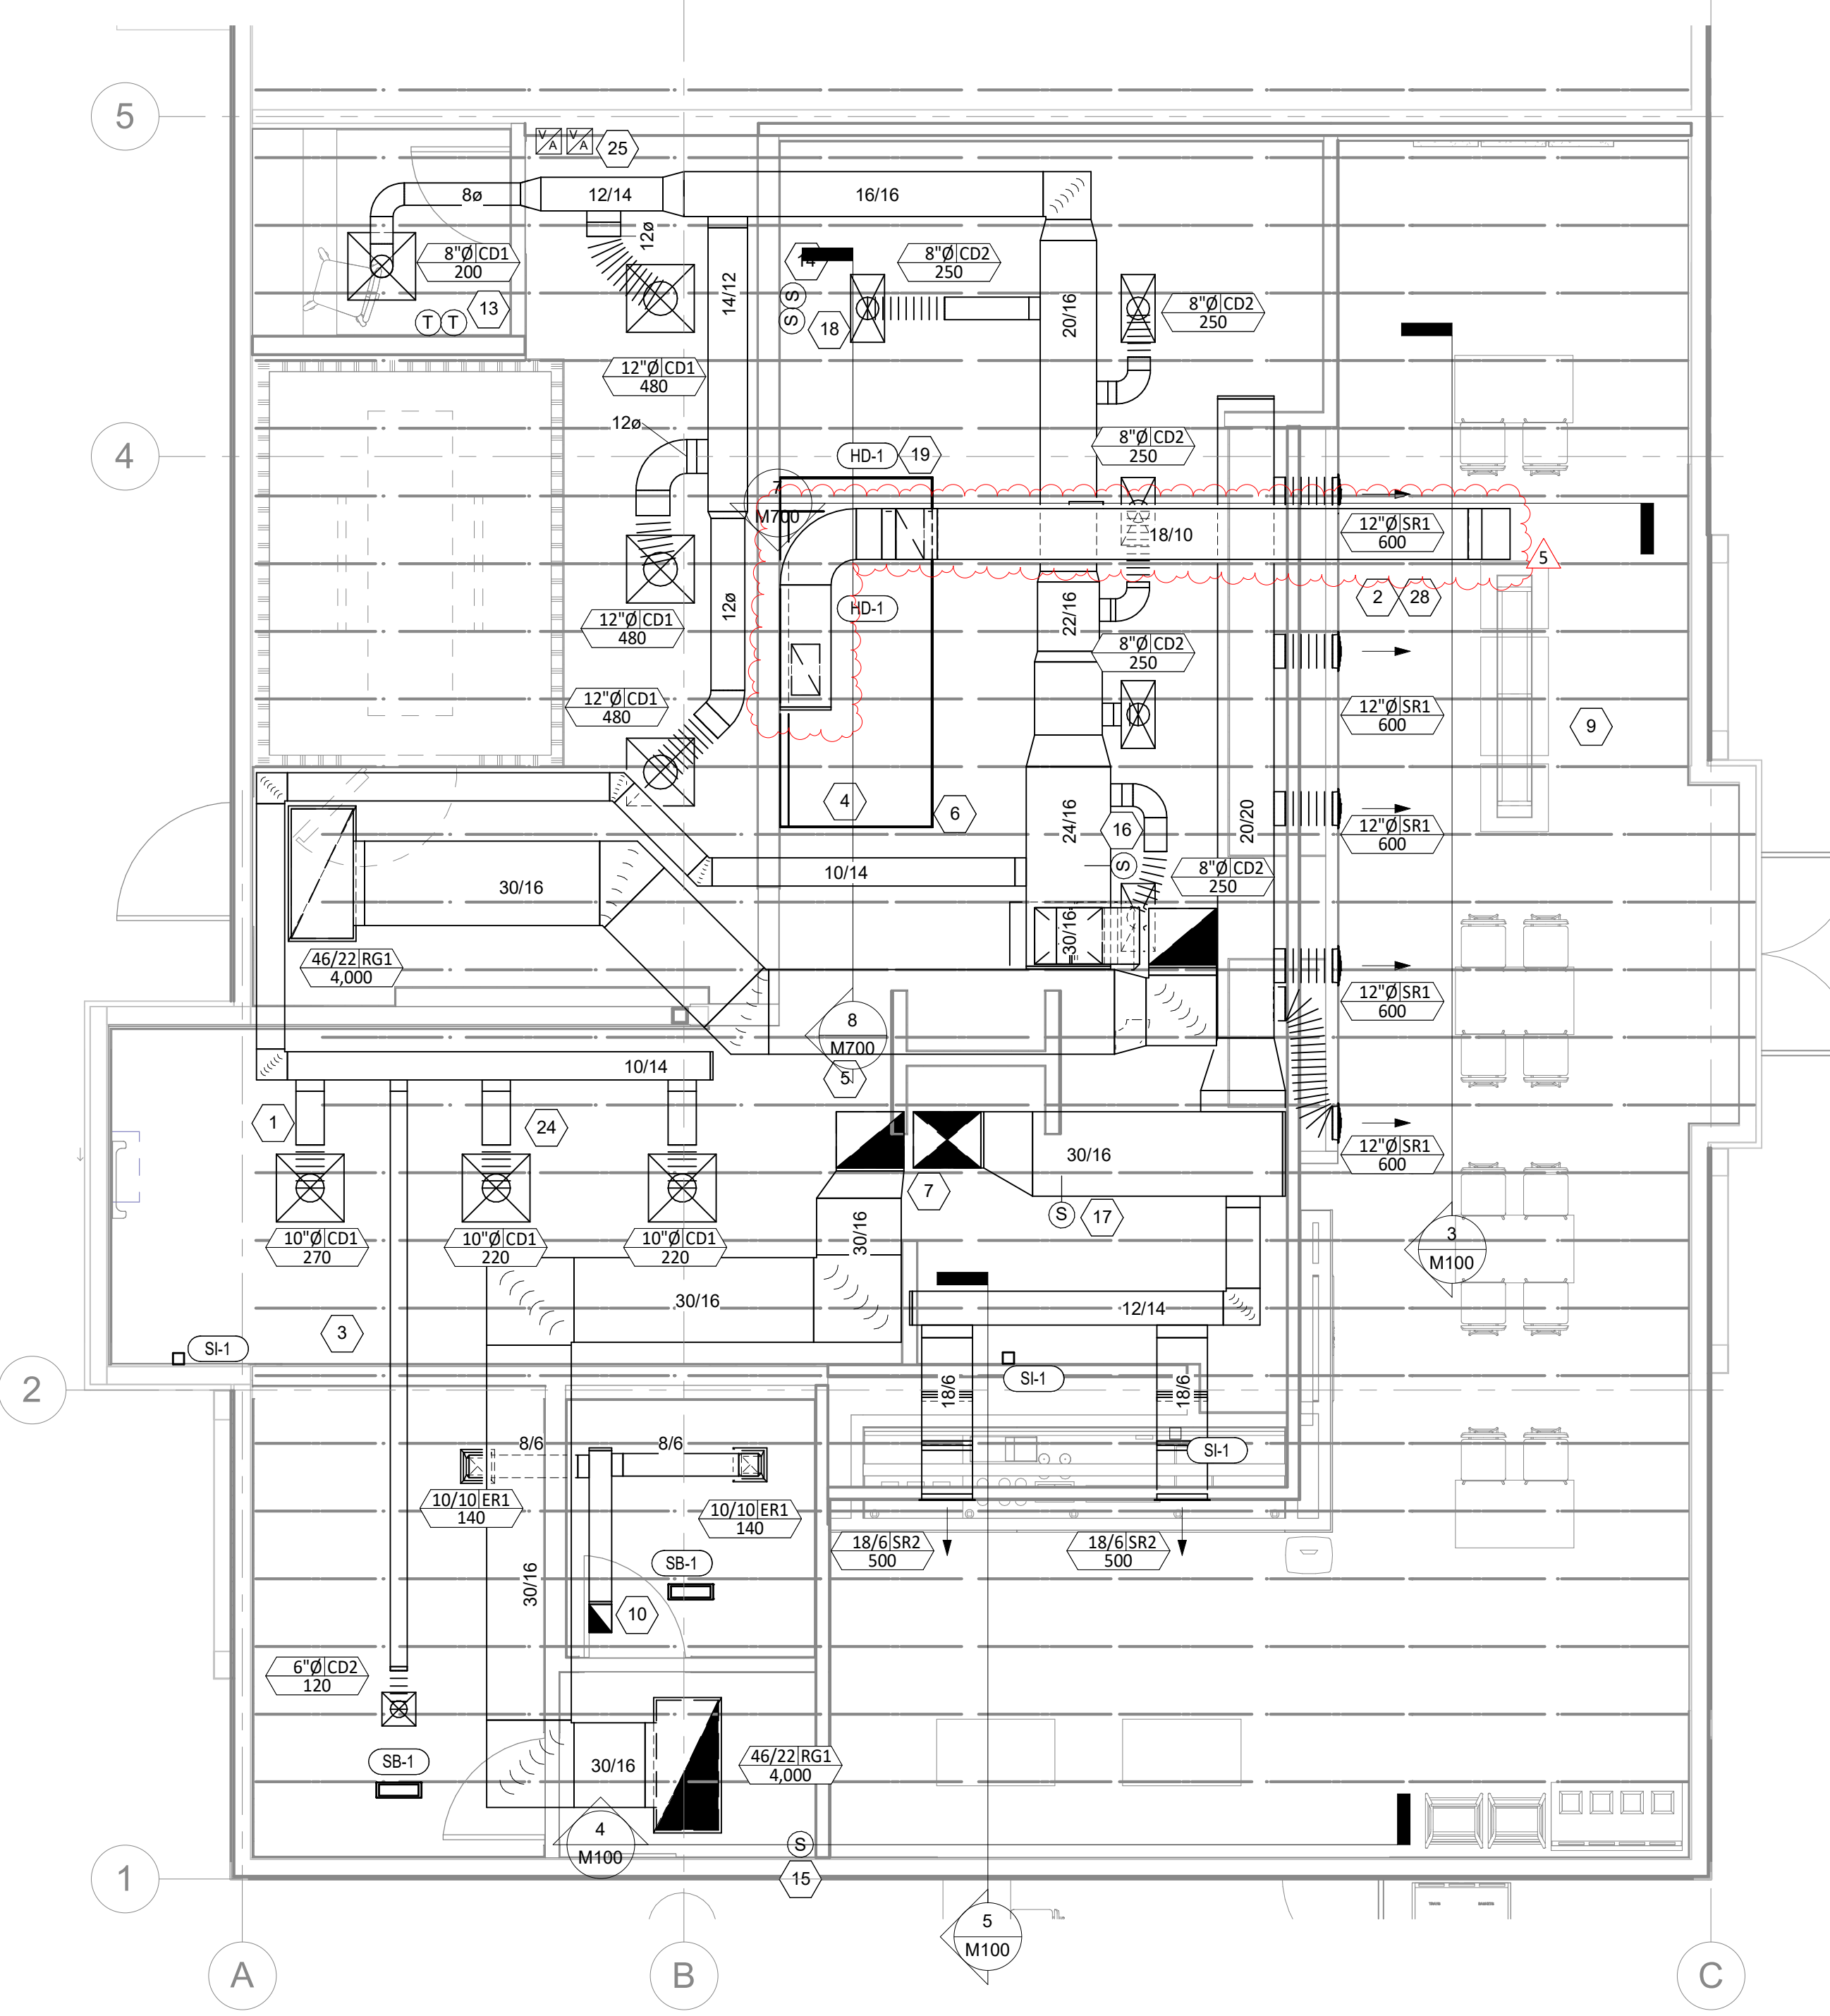 5
V
A
V
A
25
8ø
12/14
16/16
12ø
8"Ø CD1
200
14
8"Ø CD2
250
13
T
T
S
S
18
14/12
20/16
8"Ø CD2
250
12"Ø CD1
480
12ø
4
HD-1
19
8"Ø CD2
250
7
M700
18/10
12"Ø SR1
600
5
2
28
HD-1
12ø
22/16
12"Ø CD1
480
8"Ø CD2
250
12"Ø CD1
480
12"Ø SR1
600
9
4
6
24/16
16
20/20
12"Ø SR1
600
10/14
S
8"Ø CD2
250
30/16
30/16
46/22 RG1
4,000
12"Ø SR1
600
8
M700
5
10/14
1
24
30/16
12"Ø SR1
600
7
S
17
10"Ø CD1
270
10"Ø CD1
220
10"Ø CD1
220
30/16
3
M100
30/16
12/14
3
SI-1
SI-1
2
18/6
18/6
8/6
8/6
SI-1
10/10 ER1
140
10/10 ER1
140
18/6 SR2
500
18/6 SR2
500
SB-1
30/16
10
6"Ø CD2
120
SB-1
30/16
46/22 RG1
4,000
4
M100
S
15
1
5
M100
A
B
C